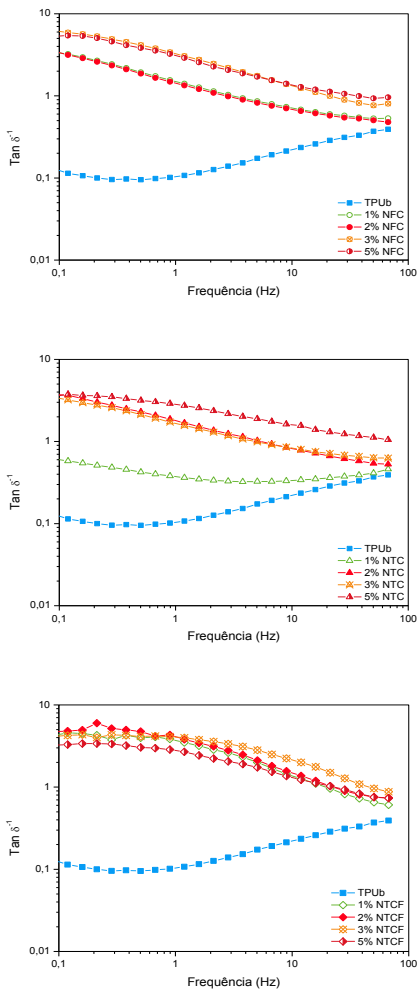 10
1
0,1
0,01
Tan δ⁻¹
0,1 1 10 100
Frequência (Hz)
TPUb
1% NFC
2% NFC
3% NFC
5% NFC
10
1
0,1
0,01
Tan δ⁻¹
0,1 1 10 100
Frequência (Hz)
TPUb
1% NTC
2% NTC
3% NTC
5% NTC
10
1
0,1
0,01
Tan δ⁻¹
0,1 1 10 100
Frequência (Hz)
TPUb
1% NTCF
2% NTCF
3% NTCF
5% NTCF